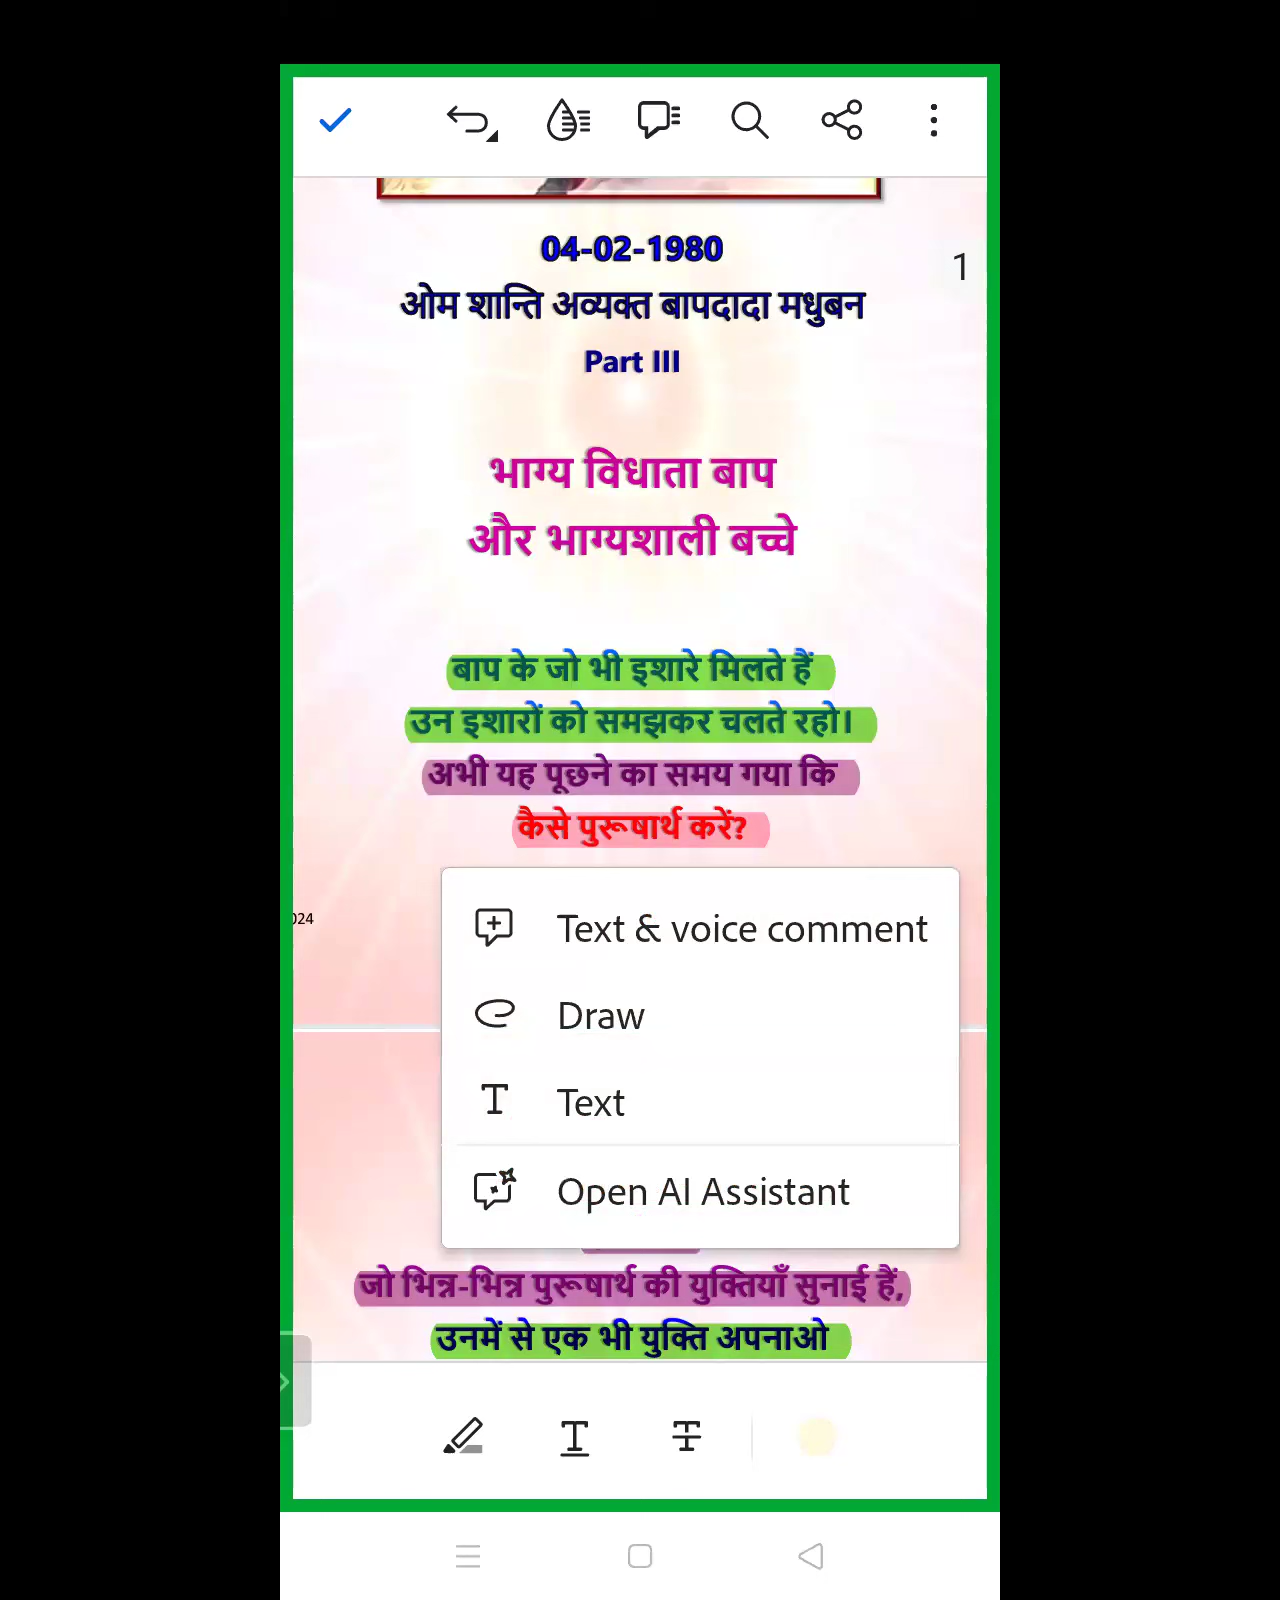 04-02-1980
1
ओम शान्ति अव्यक्त बापदादा मधुबन
Part III
भाग्य विधाता बाप
और भाग्यशाली बच्चे
बाप के जो भी इशारे मिलते हैं
उन इशारों को समझकर चलते रहो।
अभी यह पूछने का समय गया कि
कैसे पुरूषार्थ करें?
024
Text & voice comment
Draw
Text
Open AI Assistant
जो भिन्न-भिन्न पुरूषार्थ की युक्तियाँ सुनाई हैं,
उनमें से एक भी युक्ति अपनाओ